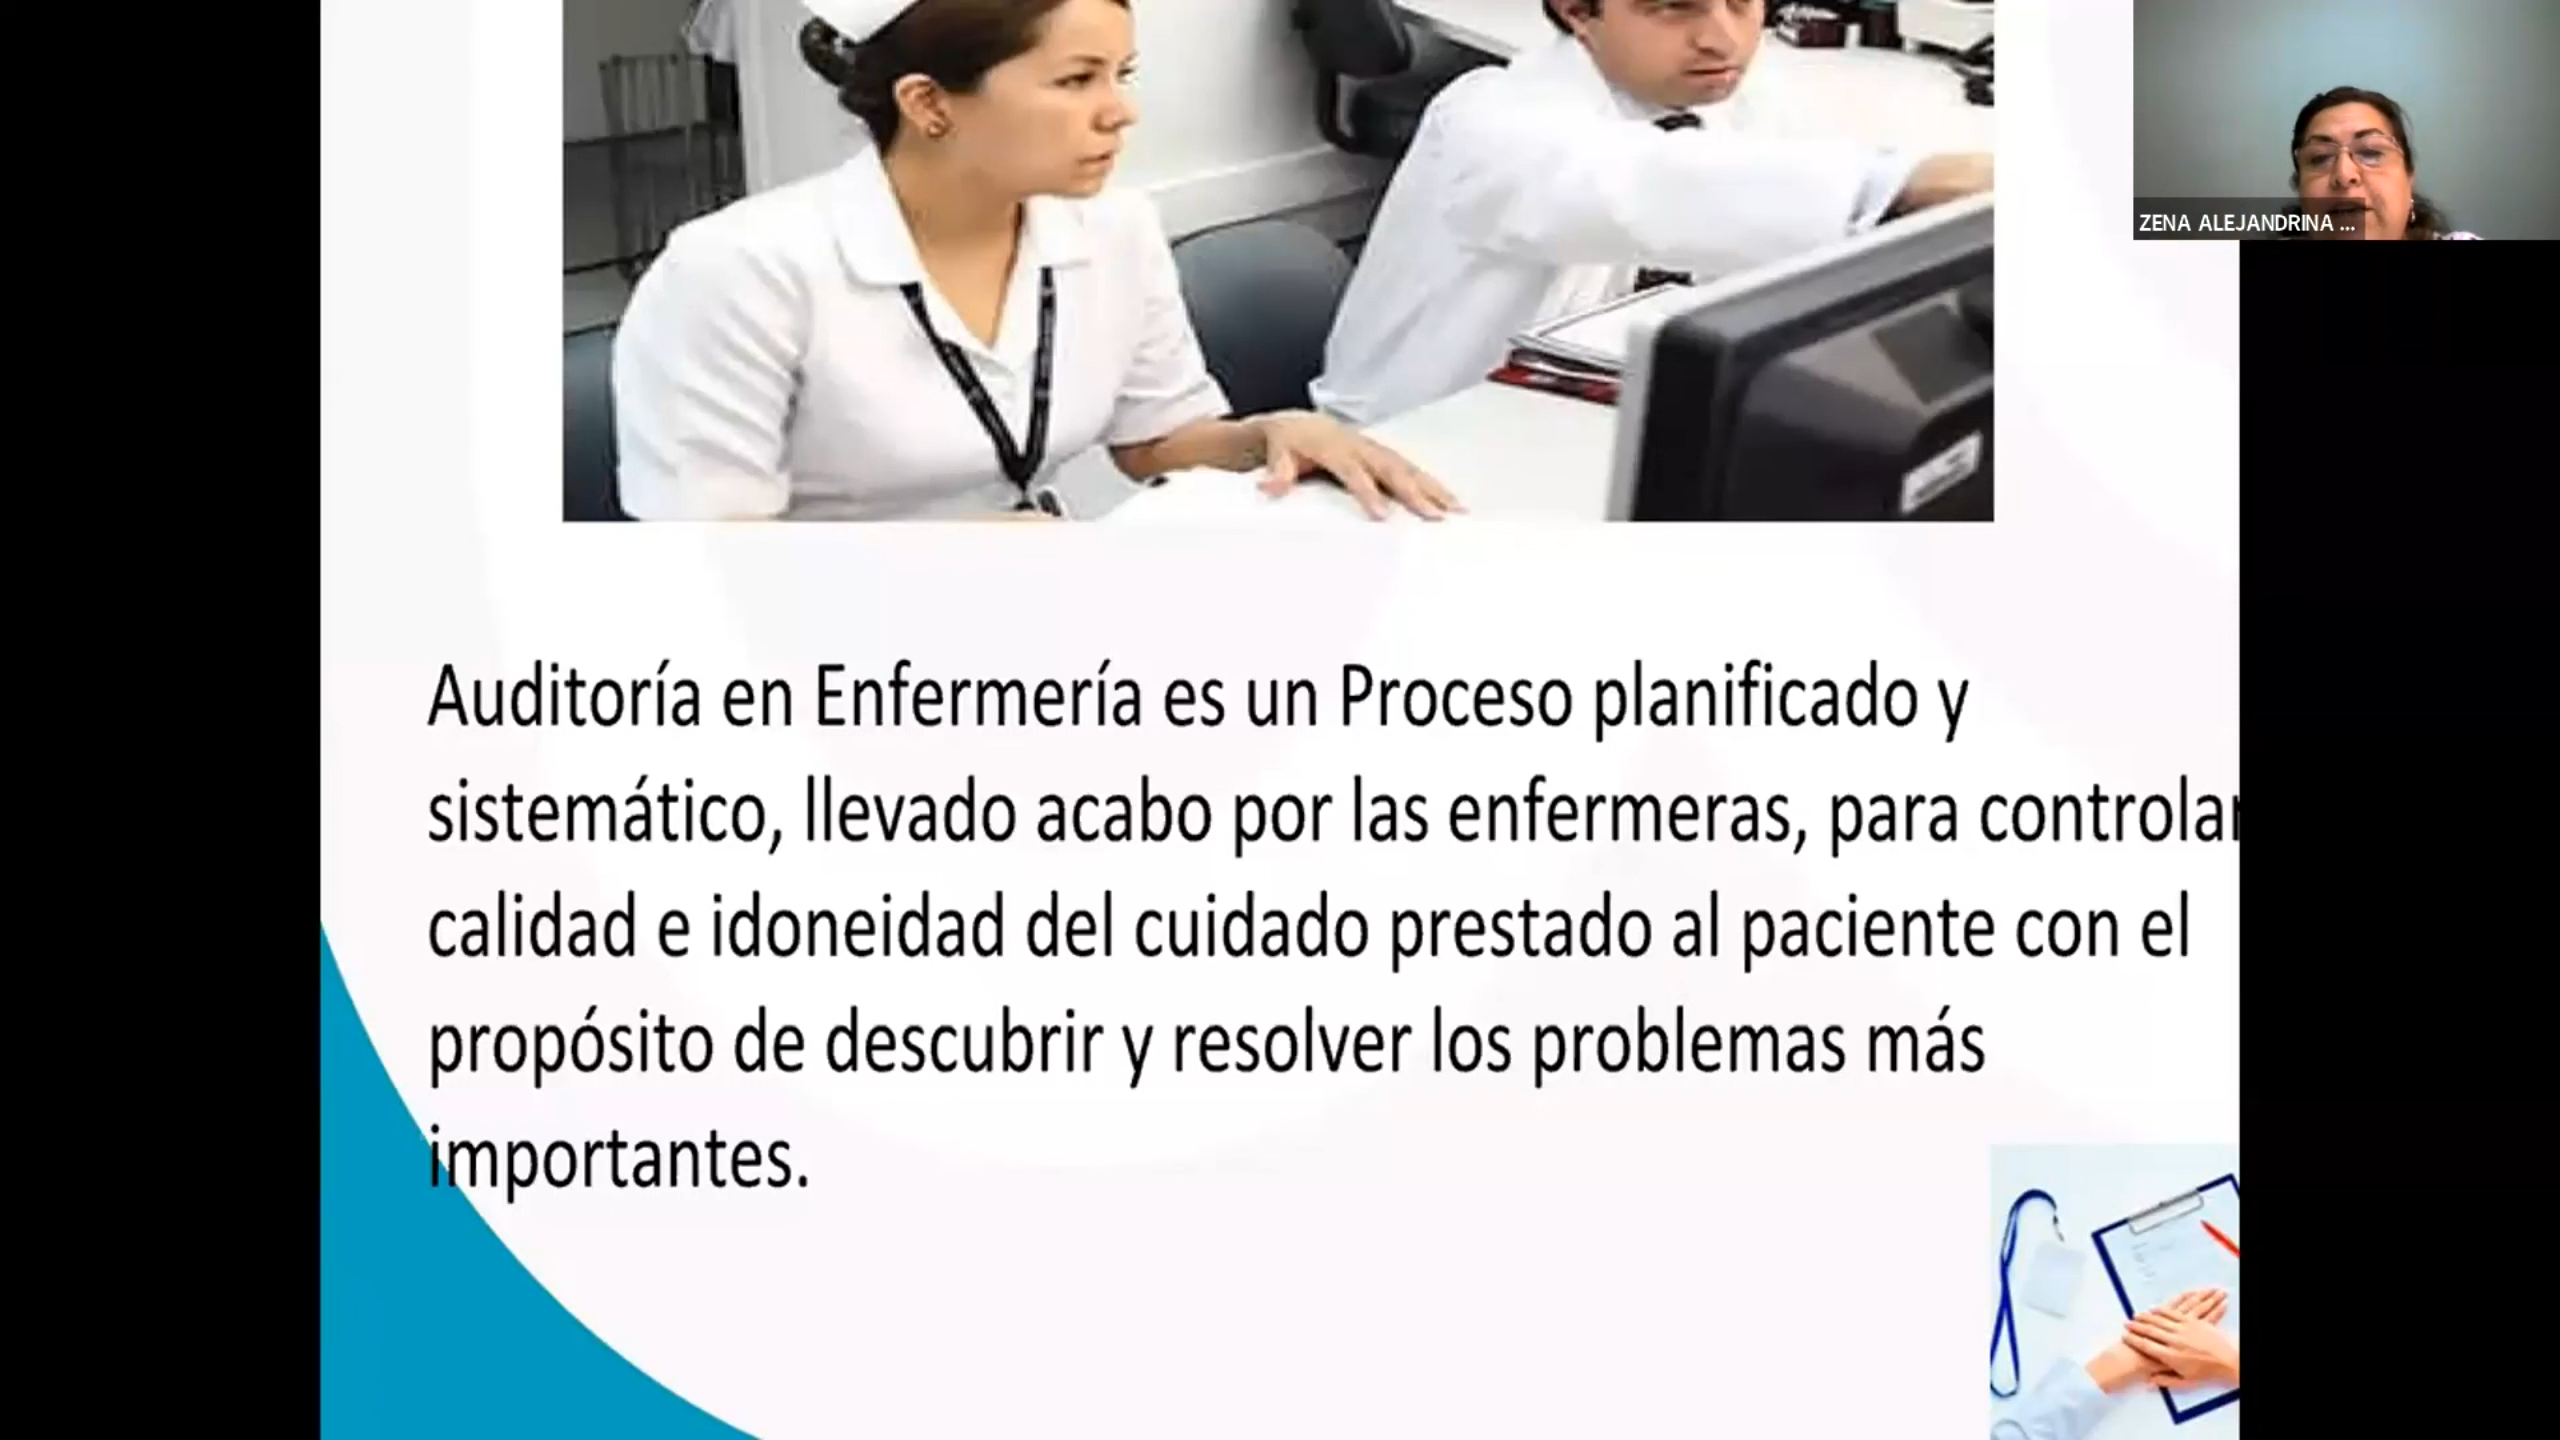 ZENA ALEJANDRINA ...
Auditoría en Enfermería es un Proceso planificado y
sistemático, llevado acabo por las enfermeras, para controlar
calidad e idoneidad del cuidado prestado al paciente con el
propósito de descubrir y resolver los problemas más
importantes.